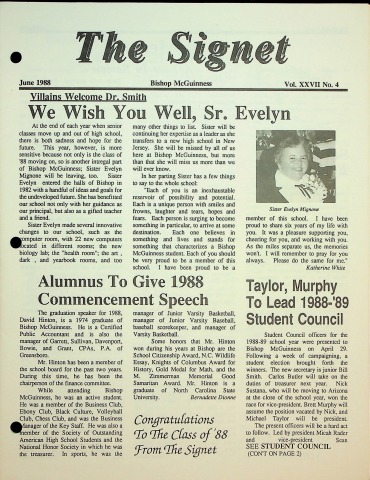 The Signet
June 1988
Bishop McGuinness
Vol. XXVII No. 4
Villains Welcome Dr. Smith
We Wish You Well, Sr. Evelyn
At the end of each year when senior
classes move up and out of high school,
there is both sadness and hope for the
future. This year, however, is more
sensitive because not only is the class of
'88 moving on, so is another integral part
of Bishop McGuinness; Sister Evelyn
Mignone will be leaving, too. Sister
Evelyn entered the halls of Bishop in
1982 with a handful of ideas and goals for
the undeveloped future. She has benefited
our school not only with her guidance as
our principal, but also as a gifted teacher
and a friend.
Sister Evelyn made several innovative
changes to our school, such as the
computer room, with 22 new computers
located in different rooms; the new
biology lab; the "health room"; the art ,
dark , and yearbook rooms, and too
many other things to list. Sister will be
continuing her expertise as a leader as she
transfers to a new high school in New
Jersey. She will be missed by all of us
here at Bishop McGuinness, but more
than that she will miss us more than we
will ever know.
In her parting Sister has a few things
to say to the whole school:
"Each of you is an inexhaustable
reservoir of possibility and potential.
Each is a unique person with smiles and
frowns, laughter and tears, hopes and
fears. Each person is surging to become
something in particular, to arrive at some
destination. Each one believes in
something and lives and stands for
something that characterizes a Bishop
McGuinness student. Each of you should
be very proud to be a member of this
school. I have been proud to be a
Sister Evelyn Mignone
member of this school. I have been
proud to share six years of my life with
you. It was a pleasure supporting you,
cheering for you, and working with you.
As the miles separate us, the memories
won't. I will remember to pray for you
always. Please do the same for me."
Katherine White
Alumnus To Give 1988
Commencement Speech
The graduation speaker for 1988,
David Hinton, is a 1974 graduate of
Bishop McGuinness. He is a Certified
Public Accountant and is also the
manager of Garrett, Sullivan, Davenport,
Bowie, and Grant, CPAs, P.A. of
Greensboro.
Mr. Hinton has been a member of
the school board for the past two years.
During this time, he has been the
chairperson of the finance committee.
While attending Bishop
McGuinness, he was an active student.
He was a member of the Business Club,
Ebony Club, Black Culture, Volleyball
Club, Chess Club, and was the Business
Manager of the Key Staff. He was also a
member of the Society of Outstanding
American High School Students and the
National Honor Society in which he was
the treasurer. In sports, he was the
manager of Junior Varsity Basketball,
manager of Junior Varsity Baseball,
baseball scorekeeper, and manager of
Varsity Basketball.
Some honors that Mr. Hinton
won during his years at Bishop are the
School Citizenship Award, N.C. Wildlife
Essay, Knights of Columbus Award for
History, Gold Medal for Math, and the
M. Zimmerman Memorial Good
Samaritan Award. Mr. Hinton is a
graduate of North Carolina State
University. Bernadette Dionne
Congratulations
To The Class of '88
From The Signet
Taylor, Murphy
To Lead 1988-'89
Student Council
Student Council officers for the
1988-89 school year were presented to
Bishop McGuinness on April 29.
Following a week of campaigning, a
student election brought forth the
winners. The new secretary is junior Bill
Smith. Carlos Butler will take on the
duties of treasurer next year. Nick
Sustana, who will be moving to Arizona
at the close of the school year, won the
race for vice-president. Bren Murphy will
assume the position vacated by Nick, and
Michael Taylor will be president.
The present officers will be a hard act
to follow. Led by president Micah Rader
and vice-president Sean
SEE STUDENT COUNCIL
(CON'T ON PAGE 2)